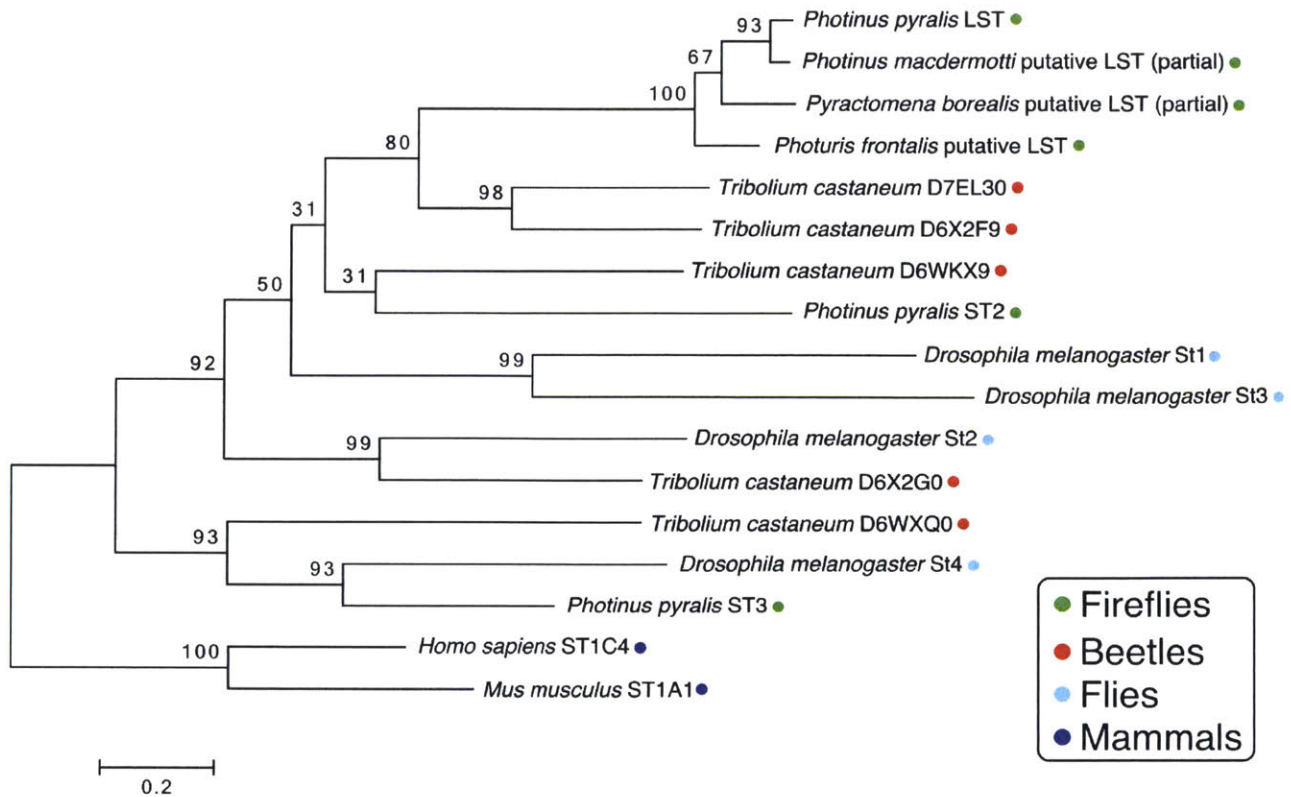 Photinus pyralis LST
93
Photinus macdermotti putative LST (partial)
67
Pyractomena borealis putative LST (partial)
100
Photuris frontalis putative LST
80
Tribolium castaneum D7EL30
98
Tribolium castaneum D6X2F9
31
Tribolium castaneum D6WKX9
31
50
Photinus pyralis ST2
Drosophila melanogaster St1
99
92
Drosophila melanogaster St3
Drosophila melanogaster St2
99
Tribolium castaneum D6X2G0
Tribolium castaneum D6WXQ0
93
Drosophila melanogaster St4
93
Photinus pyralis ST3
Homo sapiens ST1C4
100
Mus musculus ST1A1
Fireflies
Beetles
Flies
Mammals
0.2